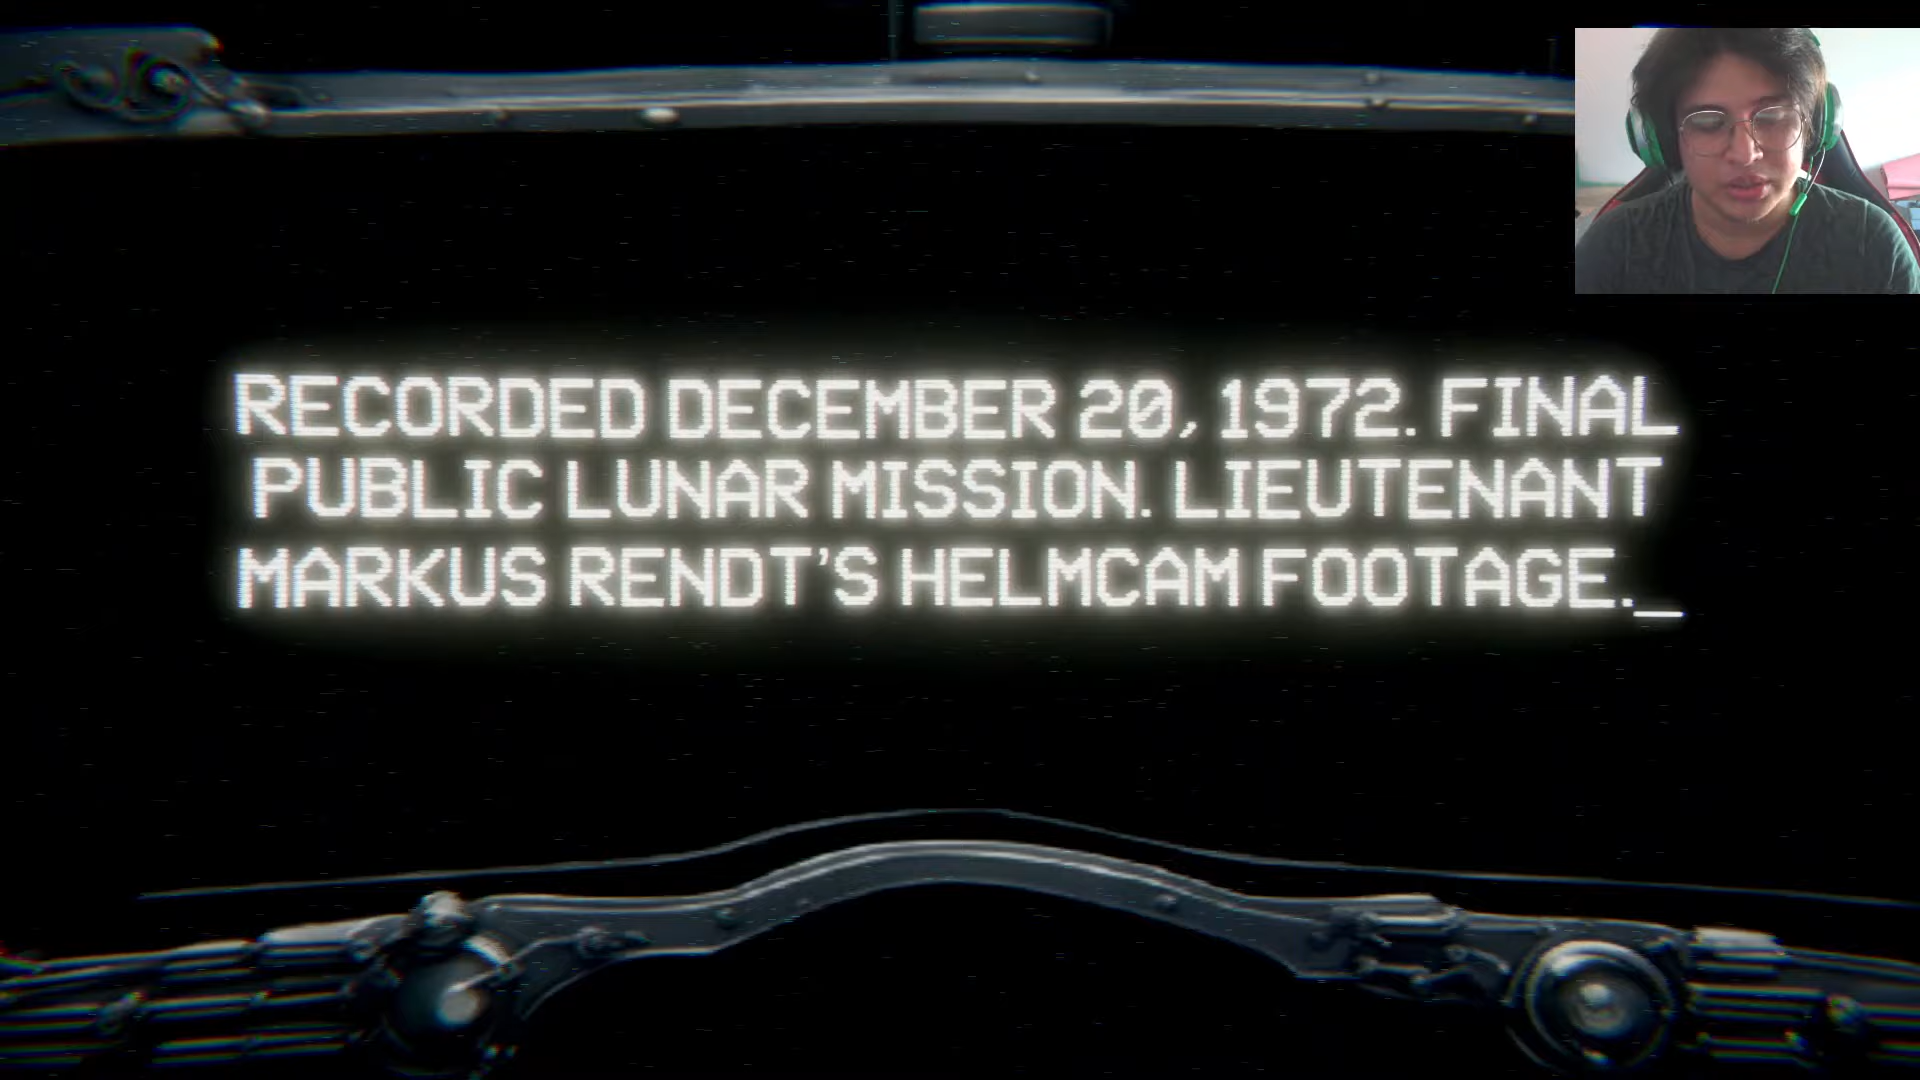 RECORDED DECEMBER 20, 1972. FINAL
PUBLIC LUNAR MISSION. LIEUTENANT
MARKUS RENDT'S HELMCAM FOOTAGE._